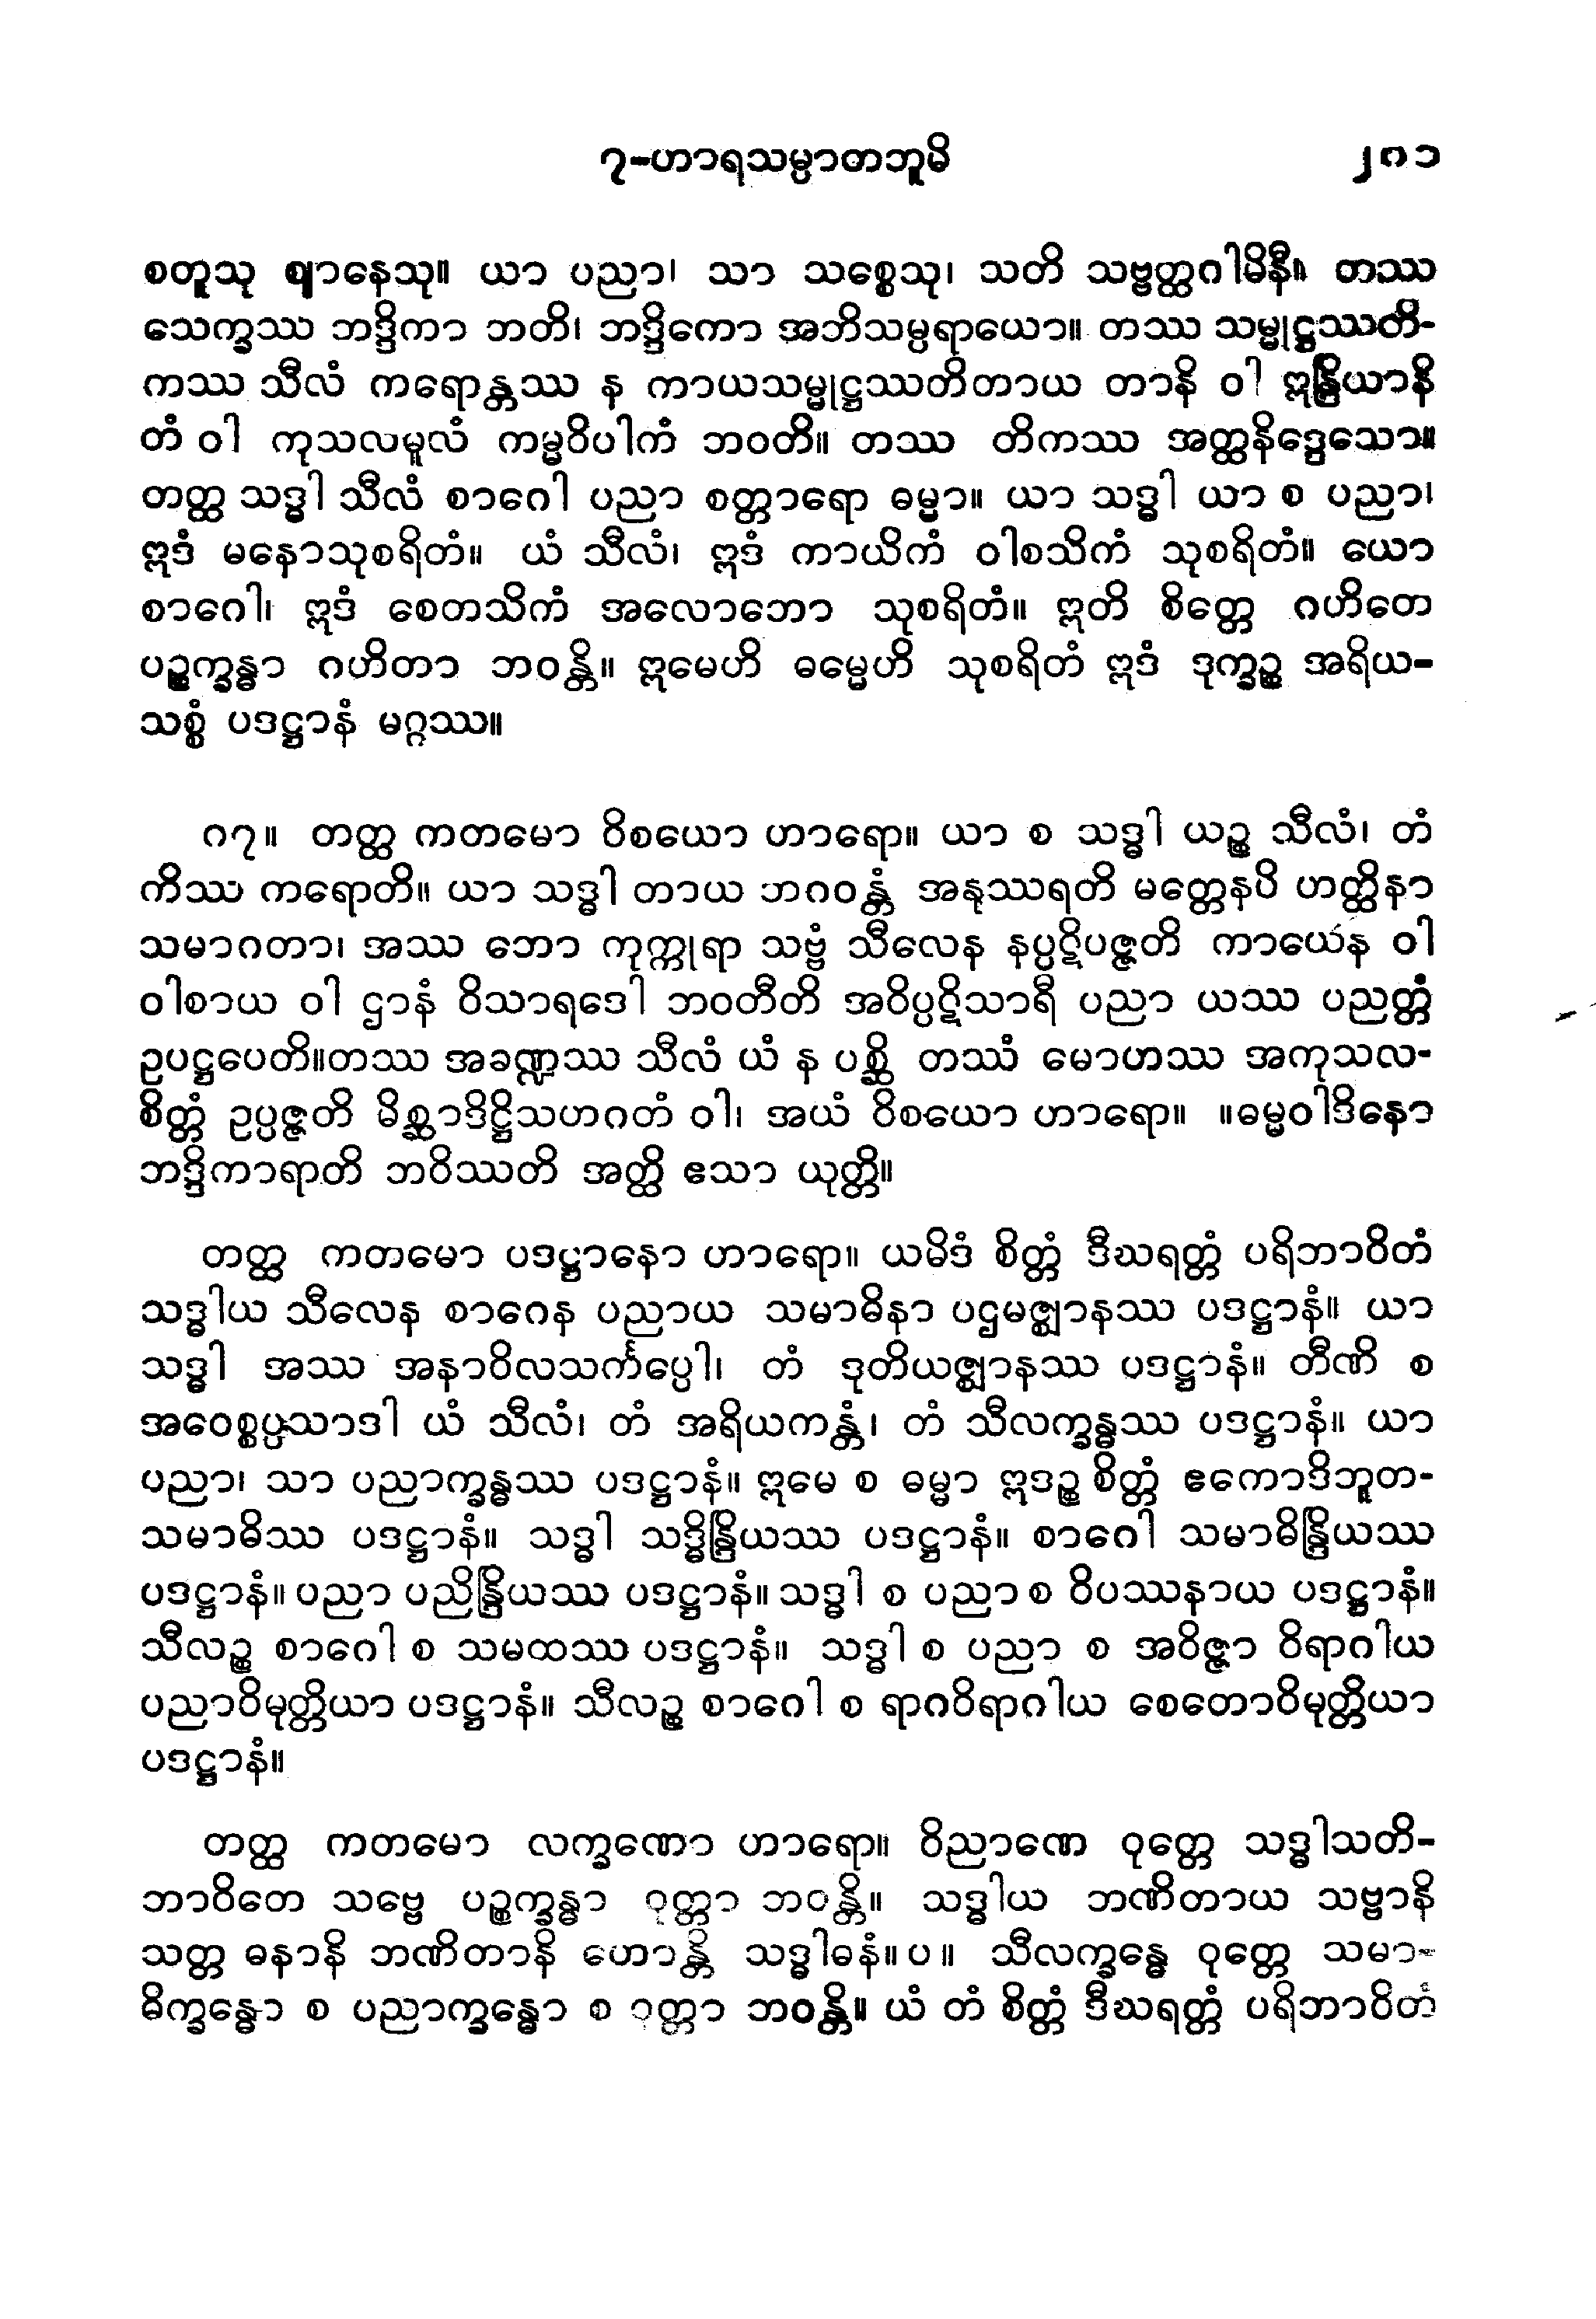 ၇-ဟာရသမ္ပာတဘူမိ ၂၈၁
စတူသု ဈာနေသု။ ယာ ပညာ၊ သာ သစ္စေသု၊ သတိ သဗ္ဗတ္ထဂါမိနီ။ တဿ
သေက္ခဿ ဘဒ္ဒိကာ ဘတိ၊ ဘဒ္ဒိကော အဘိသမ္ပရာယော။ တဿ သမ္မုဋ္ဌဿတိ-
ကဿ သီလံ ကရောန္တဿ န ကာယသမ္မုဋ္ဌဿတိတာယ တာနိ ဝါ ဣန္ဒြိယာနိ
တံ ဝါ ကုသလမူလံ ကမ္မဝိပါကံ ဘဝတိ။ တဿ တိကဿ အတ္ထနိဒ္ဒေသော။
တတ္ထ သဒ္ဓါ သီလံ စာဂေါ ပညာ စတ္တာရော ဓမ္မာ။ ယာ သဒ္ဓါ ယာ စ ပညာ၊
ဣဒံ မနောသုစရိတံ။ ယံ သီလံ၊ ဣဒံ ကာယိကံ ဝါစသိကံ သုစရိတံ။ ယော
စာဂေါ၊ ဣဒံ စေတသိကံ အလောဘော သုစရိတံ။ ဣတိ စိတ္တေ ဂဟိတေ
ပဉ္စက္ခန္ဓာ ဂဟိတာ ဘဝန္တိ။ ဣမေဟိ ဓမ္မေဟိ သုစရိတံ ဣဒံ ဒုက္ခဉ္စ အရိယ-
သစ္စံ ပဒဋ္ဌာနံ မဂ္ဂဿ။
၈၇။ တတ္ထ ကတမော ဝိစယော ဟာရော။ ယာ စ သဒ္ဓါ ယဉ္စ သီလံ၊ တံ
ကိဿ ကရောတိ။ ယာ သဒ္ဓါ တာယ ဘဂဝန္တံ အနုဿရတိ မတ္တေနပိ ဟတ္ထိနာ
သမာဂတာ၊ အဿ ဘော ကုက္ကုရာ သဗ္ဗံ သီလေန နပ္ပဋိပဇ္ဇတိ ကာယေန ဝါ
ဝါစာယ ဝါ ဌာနံ ဝိသာရဒေါ ဘဝတီတိ အဝိပ္ပဋိသာရီ ပညာ ယဿ ပညတ္တံ
ဥပဋ္ဌပေတိ။တဿ အခဏ္ဍဿ သီလံ ယံ န ပစ္ဆိ တဿံ မောဟဿ အကုသလ-
စိတ္တံ ဥပ္ပဇ္ဇတိ မိစ္ဆာဒိဋ္ဌိသဟဂတံ ဝါ၊ အယံ ဝိစယော ဟာရော။ ။ဓမ္မဝါဒိနော
ဘဒ္ဒိကာရာတိ ဘဝိဿတိ အတ္ထိ ဧသာ ယုတ္တိ။
တတ္ထ ကတမော ပဒဋ္ဌာနော ဟာရော။ ယမိဒံ စိတ္တံ ဒီဃရတ္တံ ပရိဘာဝိတံ
သဒ္ဓါယ သီလေန စာဂေန ပညာယ သမာဓိနာ ပဌမဇ္ဈာနဿ ပဒဋ္ဌာနံ။ ယာ
သဒ္ဓါ အဿ အနာဝိလသင်္ကပ္ပေါ၊ တံ ဒုတိယဇ္ဈာနဿ ပဒဋ္ဌာနံ။ တီဏိ စ
အဝေစ္စပ္ပသာဒါ ယံ သီလံ၊ တံ အရိယကန္တံ၊ တံ သီလက္ခန္ဓဿ ပဒဋ္ဌာနံ။ ယာ
ပညာ၊ သာ ပညာက္ခန္ဓဿ ပဒဋ္ဌာနံ။ ဣမေ စ ဓမ္မာ ဣဒဉ္စ စိတ္တံ ဧကောဒိဘူတ-
သမာဓိဿ ပဒဋ္ဌာနံ။ သဒ္ဓါ သဒ္ဓိန္ဒြိယဿ ပဒဋ္ဌာနံ။ စာဂေါ သမာဓိန္ဒြိယဿ
ပဒဋ္ဌာနံ။ ပညာ ပညိန္ဒြိယဿ ပဒဋ္ဌာနံ။ သဒ္ဓါ စ ပညာ စ ဝိပဿနာယ ပဒဋ္ဌာနံ။
သီလဉ္စ စာဂေါ စ သမထဿ ပဒဋ္ဌာနံ။ သဒ္ဓါ စ ပညာ စ အဝိဇ္ဇာ ဝိရာဂါယ
ပညာဝိမုတ္တိယာ ပဒဋ္ဌာနံ။ သီလဉ္စ စာဂေါ စ ရာဂဝိရာဂါယ စေတောဝိမုတ္တိယာ
ပဒဋ္ဌာနံ။
တတ္ထ ကတမော လက္ခဏော ဟာရော။ ဝိညာဏေ ဝုတ္တေ သဒ္ဓါသတိ-
ဘာဝိတေ သဗ္ဗေ ပဉ္စက္ခန္ဓာ ဝုတ္တာ ဘဝန္တိ။ သဒ္ဓါယ ဘဏိတာယ သဗ္ဗာနိ
သတ္တ ဓနာနိ ဘဏိတာနိ ဟောန္တိ သဒ္ဓါဓနံ။ ပ ။ သီလက္ခန္ဓေ ဝုတ္တေ သမာ-
ဓိက္ခန္ဓော စ ပညာက္ခန္ဓော စ ဝုတ္တာ ဘဝန္တိ။ ယံ တံ စိတ္တံ ဒီဃရတ္တံ ပရိဘာဝိတံ